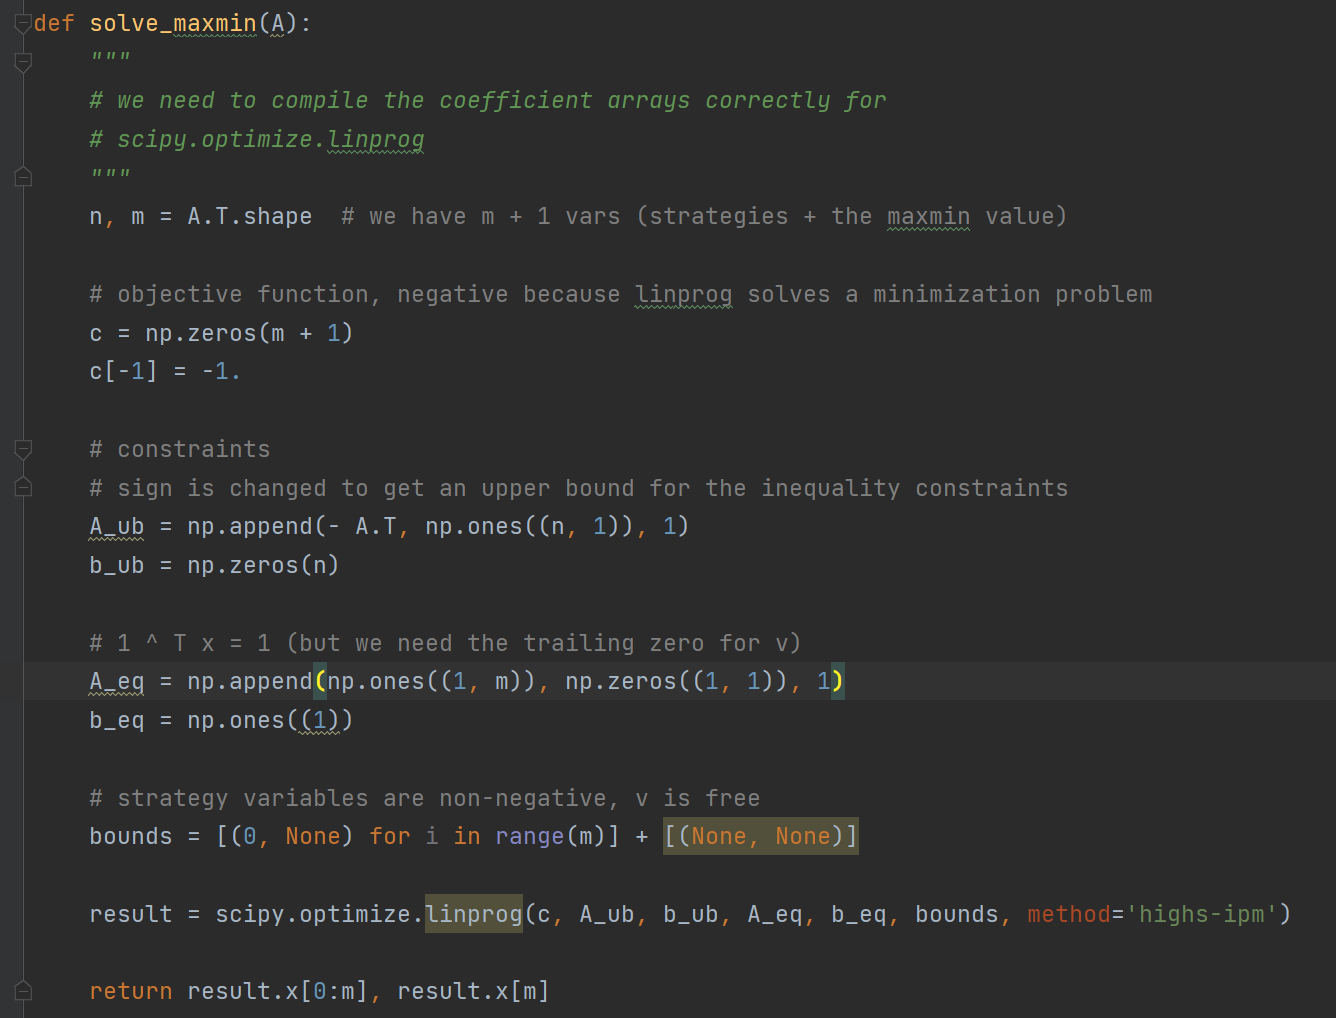 def solve_maxmin(A):
    """
    # we need to compile the coefficient arrays correctly for
    # scipy.optimize.linprog
    """
    n, m = A.T.shape  # we have m + 1 vars (strategies + the maxmin value)

    # objective function, negative because linprog solves a minimization problem
    c = np.zeros(m + 1)
    c[-1] = -1.

    # constraints
    # sign is changed to get an upper bound for the inequality constraints
    A_ub = np.append(- A.T, np.ones((n, 1)), 1)
    b_ub = np.zeros(n)

    # 1 ^ T x = 1 (but we need the trailing zero for v)
    A_eq = np.append(np.ones((1, m)), np.zeros((1, 1)), 1)
    b_eq = np.ones((1))

    # strategy variables are non-negative, v is free
    bounds = [(0, None) for i in range(m)] + [(None, None)]

    result = scipy.optimize.linprog(c, A_ub, b_ub, A_eq, b_eq, bounds, method='highs-ipm')

    return result.x[0:m], result.x[m]